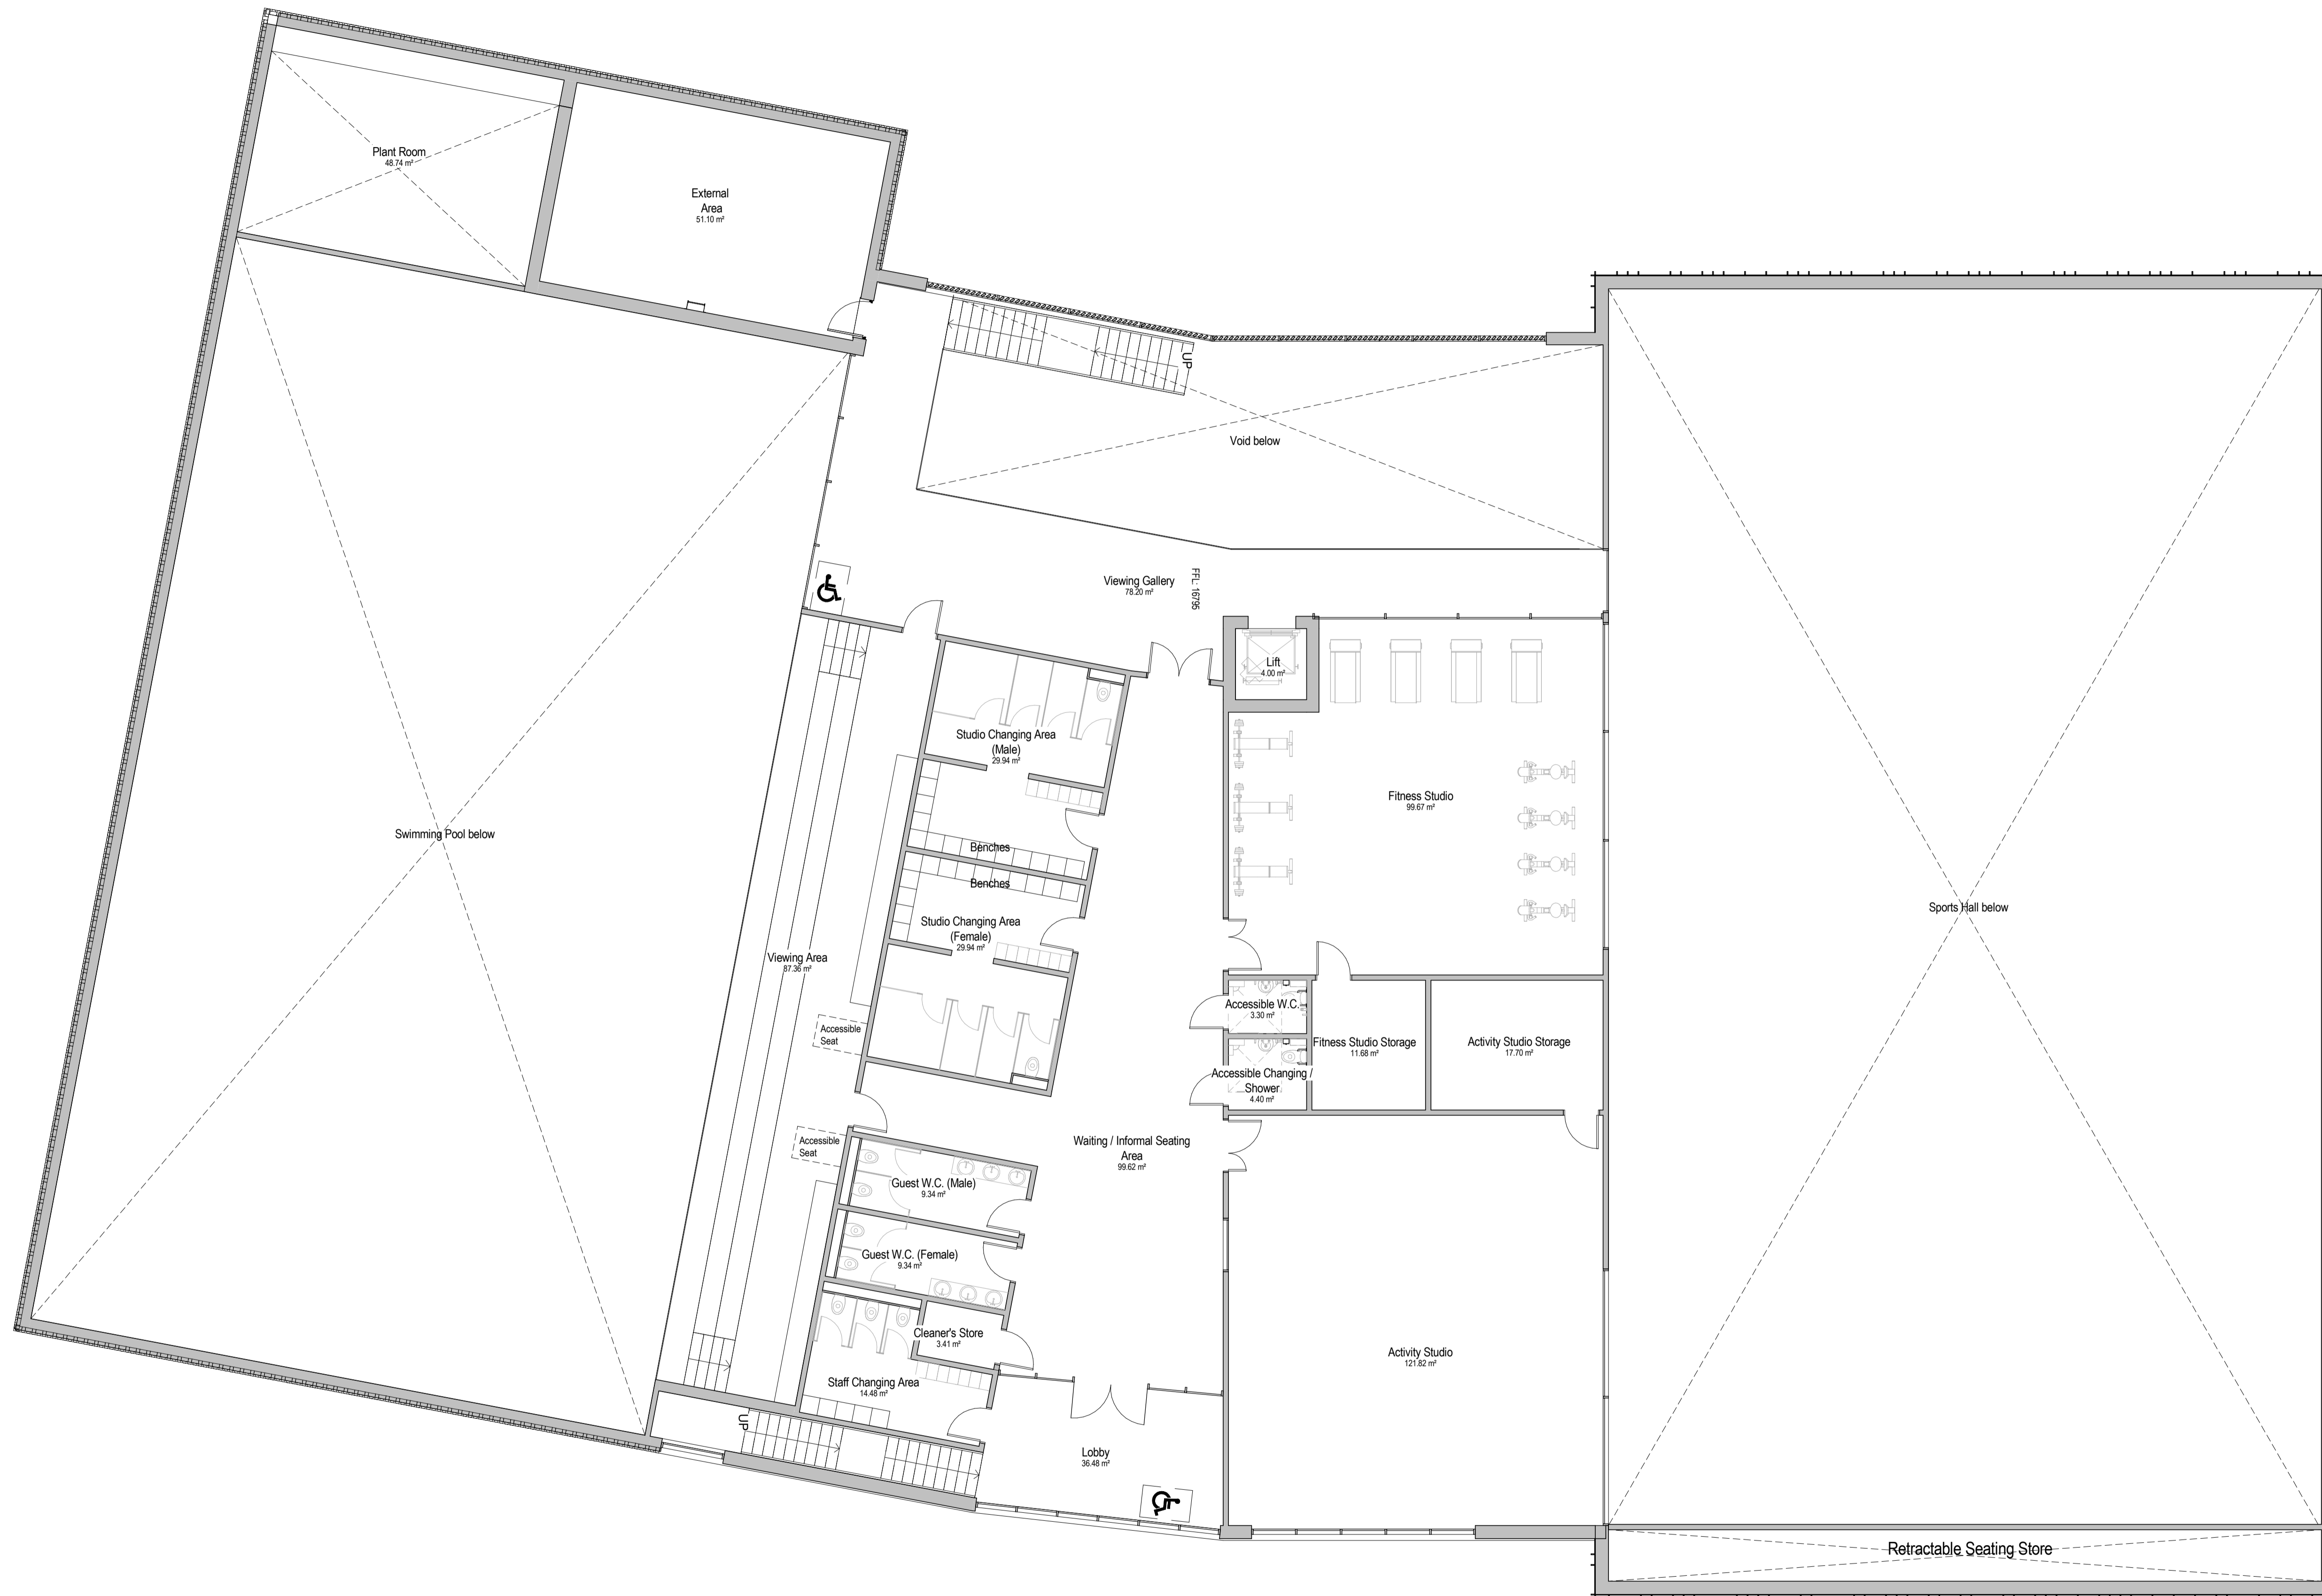 Plant Room
48.74 m²
External
Area
51.10 m²
UP
Void below
Viewing Gallery
78.20 m²
FFL: 16795
Lift
4.00 m²
Studio Changing Area
(Male)
29.94 m²
Benches
Benches
Studio Changing Area
(Female)
29.94 m²
Fitness Studio
99.67 m²
Swimming Pool below
Sports Hall below
Viewing Area
87.36 m²
Accessible
Seat
Accessible W.C.
3.30 m²
Fitness Studio Storage
11.68 m²
Activity Studio Storage
17.70 m²
Accessible Changing /
Shower
4.40 m²
Accessible
Seat
Waiting / Informal Seating
Area
99.62 m²
Guest W.C. (Male)
9.34 m²
Guest W.C. (Female)
9.34 m²
Cleaner's Store
3.41 m²
Staff Changing Area
14.48 m²
Activity Studio
121.82 m²
UP
Lobby
36.48 m²
Retractable Seating Store